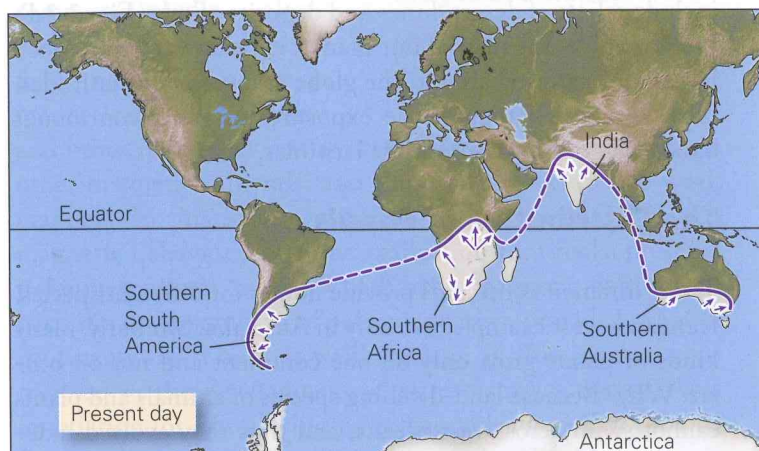 India
Equator
Southern
South
America
Southern
Africa
Southern
Australia
Present day
Antarctica